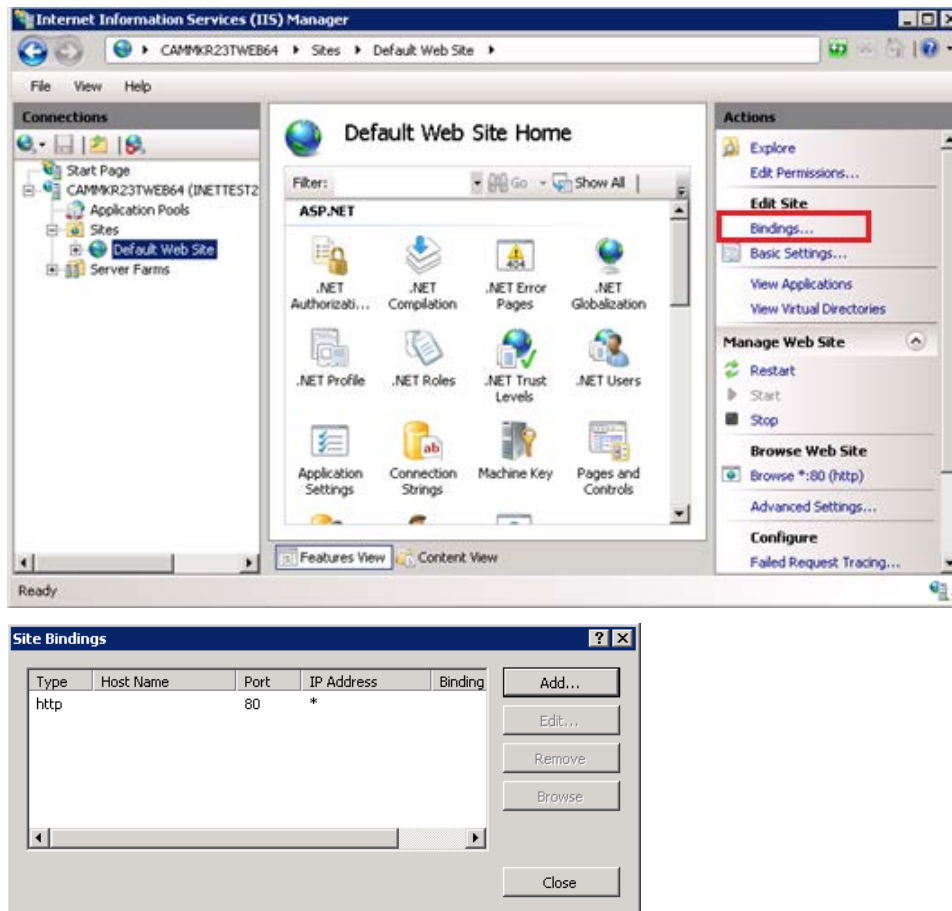 Internet Information Services (IIS) Manager
CAMMKR23TWEB64 Sites Default Web Site
File View Help
Connections
Start Page
CAMMKR23TWEB64 (INETTEST2
Application Pools
Sites
Default Web Site
Server Farms
Default Web Site Home
Filter: Go Show All
ASP.NET
.NET Authorizati...
.NET Compilation
404
.NET Error Pages
.NET Globalization
.NET Profile
.NET Roles
.NET Trust Levels
.NET Users
Application Settings
ab
Connection Strings
Machine Key
Pages and Controls
Features View Content View
Actions
Explore
Edit Permissions...
Edit Site
Bindings...
Basic Settings...
View Applications
View Virtual Directories
Manage Web Site
Restart
Start
Stop
Browse Web Site
Browse *:80 (http)
Advanced Settings...
Configure
Failed Request Tracing...
Ready
Site Bindings
Type Host Name Port IP Address Binding
http 80 *
Add...
Edit...
Remove
Browse
Close